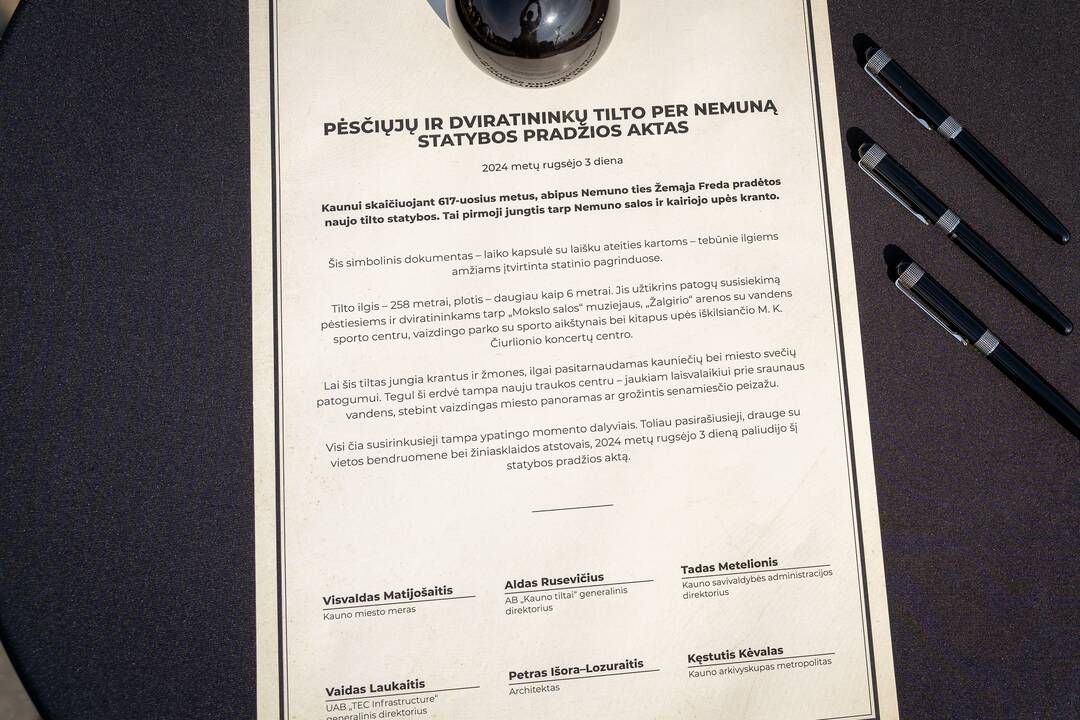 PĖSČIŲJŲ IR DVIRATININKŲ TILTO PER NEMUNĄ
STATYBOS PRADŽIOS AKTAS
2024 metų rugsėjo 3 diena
Kaunui skaičiuojant 617-uosius metus, abipus Nemuno ties Žemąja Freda pradėtos
naujo tilto statybos. Tai pirmoji jungtis tarp Nemuno salos ir kairiojo upės kranto.
Šis simbolinis dokumentas – laiko kapsulė su laišku ateities kartoms – tebūnie ilgiems
amžiams įtvirtinta statinio pagrinduose.
Tilto ilgis – 258 metrai, plotis – daugiau kaip 6 metrai. Jis užtikrins patogų susisiekimą
pėstiesiems ir dviratininkams tarp „Mokslo salos“ muziejaus, „Žalgirio“ arenos su vandens
sporto centru, vaizdingo parko su sporto aikštynais bei kitapus upės iškilsiančio M. K.
Čiurlionio koncertų centro.
Lai šis tiltas jungia krantus ir žmones, ilgai pasitarnaudamas kauniečių bei miesto svečių
patogumui. Tegul ši erdvė tampa nauju traukos centru – jaukiam laisvalaikiui prie sraunaus
vandens, stebint vaizdingas miesto panoramas ar grožintis senamiesčio peizažu.
Visi čia susirinkusieji tampa ypatingo momento dalyviais. Toliau pasirašiusieji, drauge su
vietos bendruomene bei žiniasklaidos atstovais, 2024 metų rugsėjo 3 dieną paliudijo šį
statybos pradžios aktą.
Visvaldas Matijošaitis
Kauno miesto meras
Aldas Rusevičius
AB „Kauno tiltai“ generalinis
direktorius
Tadas Metelionis
Kauno savivaldybės administracijos
direktorius
Vaidas Laukaitis
UAB „TEC Infrastructure“
generalinis direktorius
Petras Išora–Lozuraitis
Architektas
Kęstutis Kėvalas
Kauno arkivyskupas metropolitas